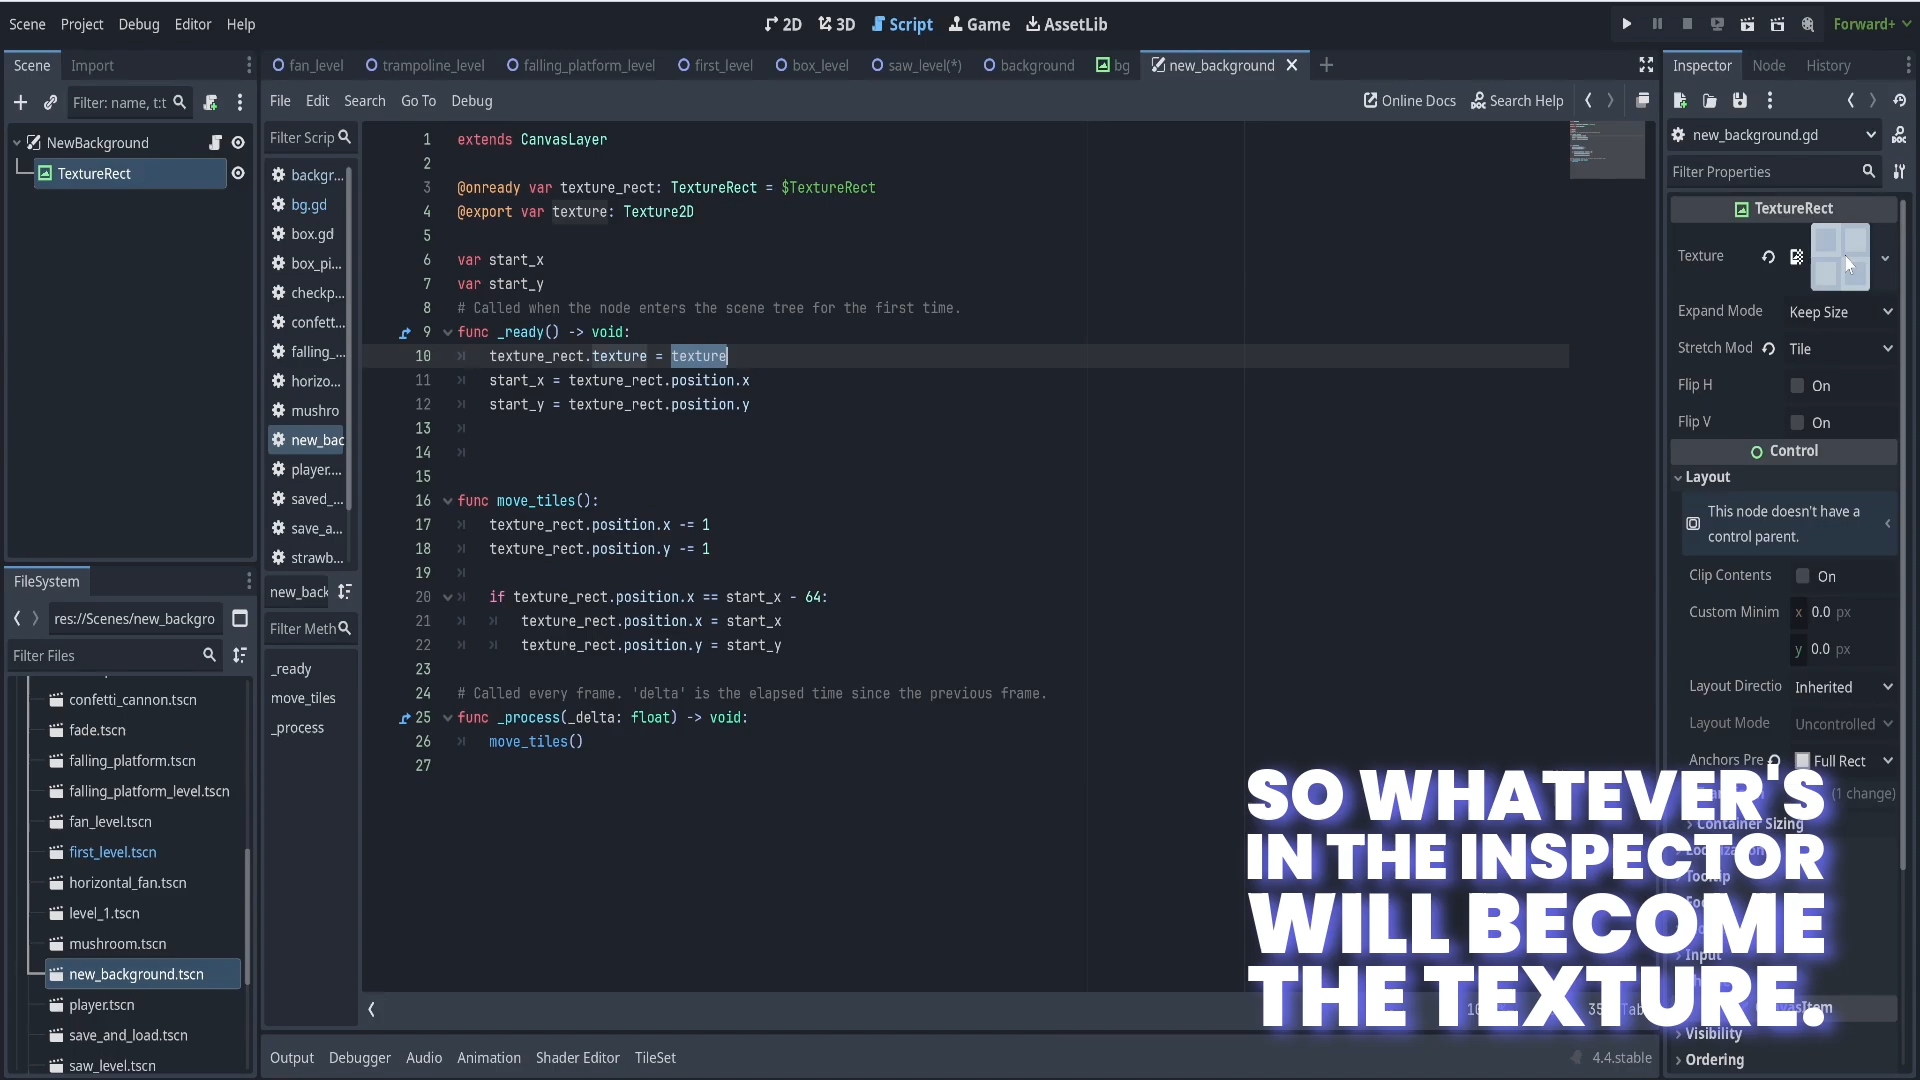 Scene Project Debug Editor Help
2D 3D Script Game AssetLib
Forward+
Scene Import
fan_level trampoline_level falling_platform_level first_level box_level saw_level(*) background bg new_background
Inspector Node History
Filter: name, t:t
File Edit Search Go To Debug
Online Docs Search Help
NewBackground
TextureRect
Filter Scrip
backgr...
bg.gd
box.gd
box_pi...
checkp...
confett...
falling_...
horizo...
mushro
new_bac
player....
saved_...
save_a...
strawb...
new_back
Filter Meth
_ready
move_tiles
_process
1 extends CanvasLayer
2
3 @onready var texture_rect: TextureRect = $TextureRect
4 @export var texture: Texture2D
5
6 var start_x
7 var start_y
8 # Called when the node enters the scene tree for the first time.
9 func _ready() -> void:
10 texture_rect.texture = texture
11 start_x = texture_rect.position.x
12 start_y = texture_rect.position.y
13
14
15
16 func move_tiles():
17 texture_rect.position.x -= 1
18 texture_rect.position.y -= 1
19
20 if texture_rect.position.x == start_x - 64:
21 texture_rect.position.x = start_x
22 texture_rect.position.y = start_y
23
24 # Called every frame. 'delta' is the elapsed time since the previous frame.
25 func _process(_delta: float) -> void:
26 move_tiles()
27
new_background.gd
Filter Properties
TextureRect
Texture
Expand Mode Keep Size
Stretch Mod Tile
Flip H On
Flip V On
Control
Layout
This node doesn't have a
control parent.
Clip Contents On
Custom Minim x 0.0 px
y 0.0 px
Layout Directio Inherited
Layout Mode Uncontrolled
Anchors Pre Full Rect
(1 change)
Container Sizing
Tooltip
Input
Visibility
Ordering
FileSystem
res://Scenes/new_backgro
Filter Files
confetti_cannon.tscn
fade.tscn
falling_platform.tscn
falling_platform_level.tscn
fan_level.tscn
first_level.tscn
horizontal_fan.tscn
level_1.tscn
mushroom.tscn
new_background.tscn
player.tscn
save_and_load.tscn
saw_level.tscn
SO WHATEVER'S
IN THE INSPECTOR
WILL BECOME
THE TEXTURE.
Output Debugger Audio Animation Shader Editor TileSet
4.4.stable